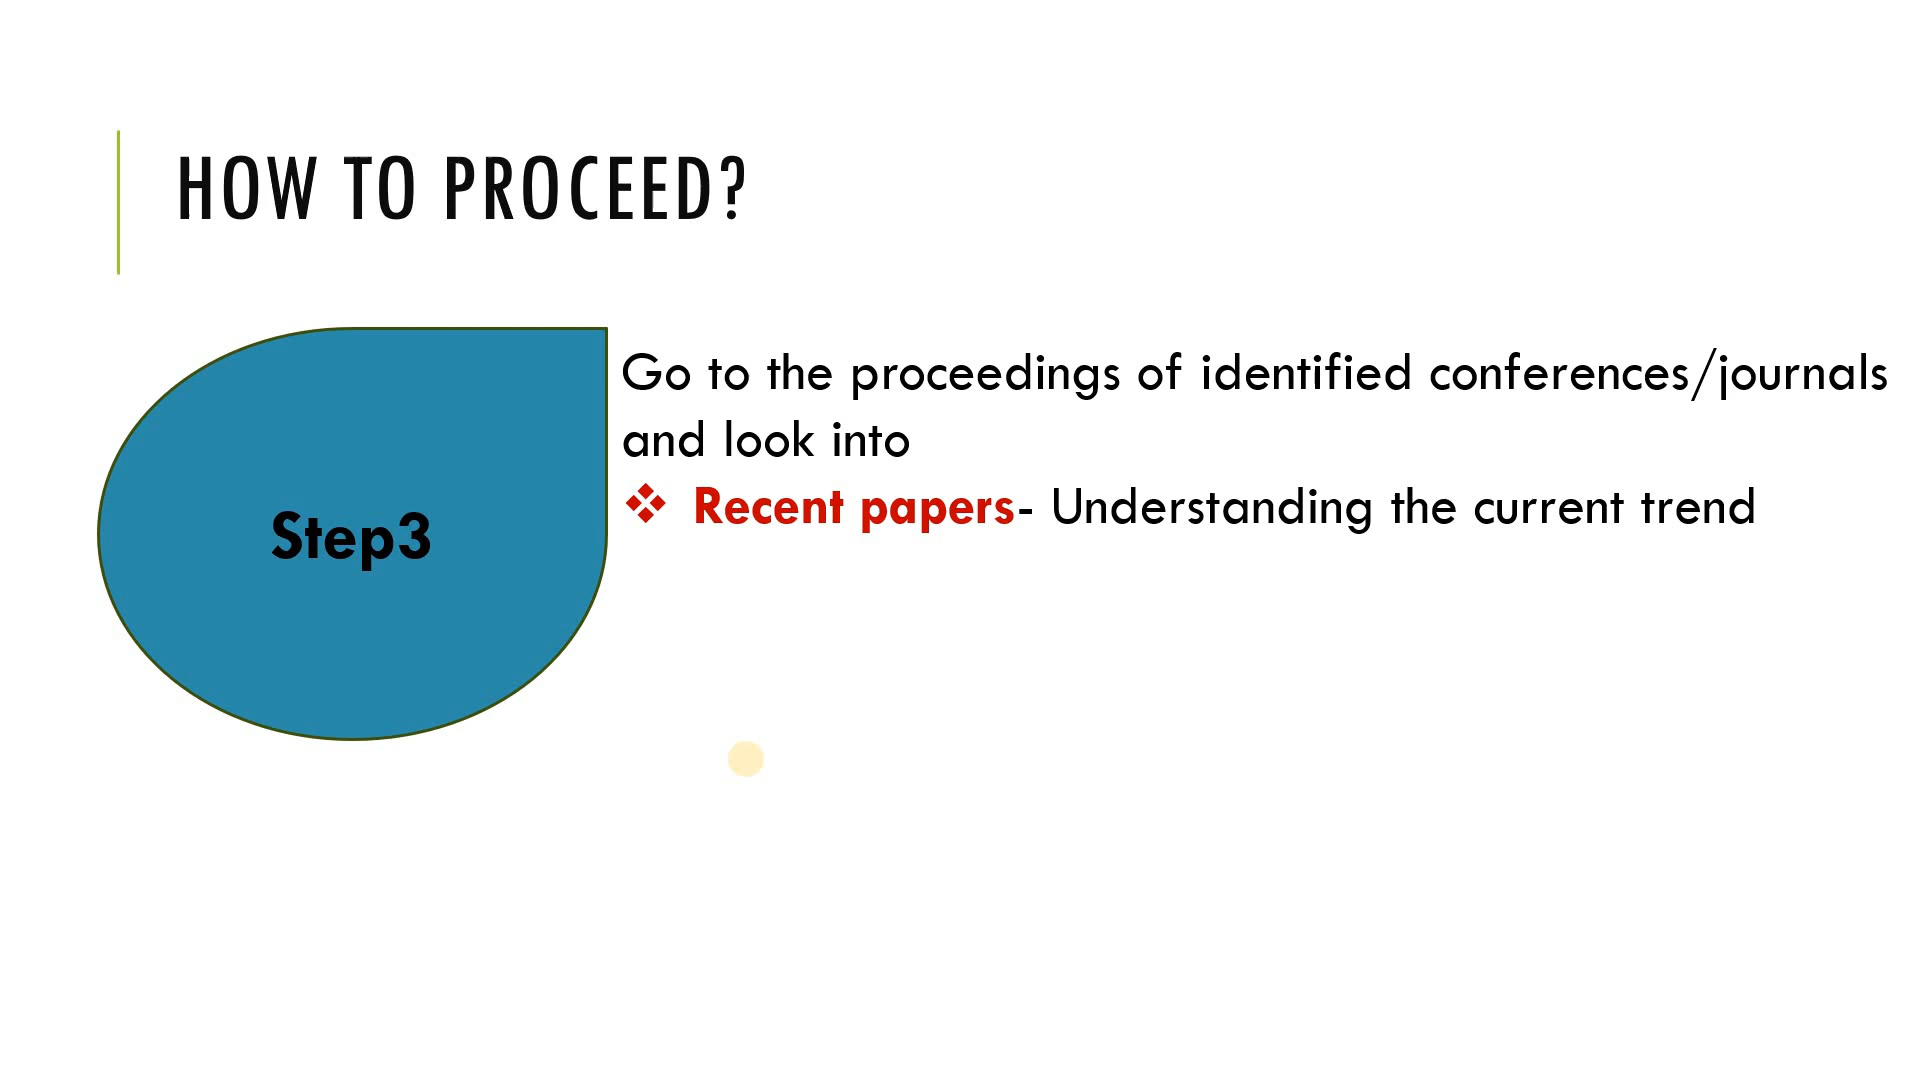 HOW TO PROCEED?
Step3
Go to the proceedings of identified conferences/journals
and look into
❖ Recent papers- Understanding the current trend